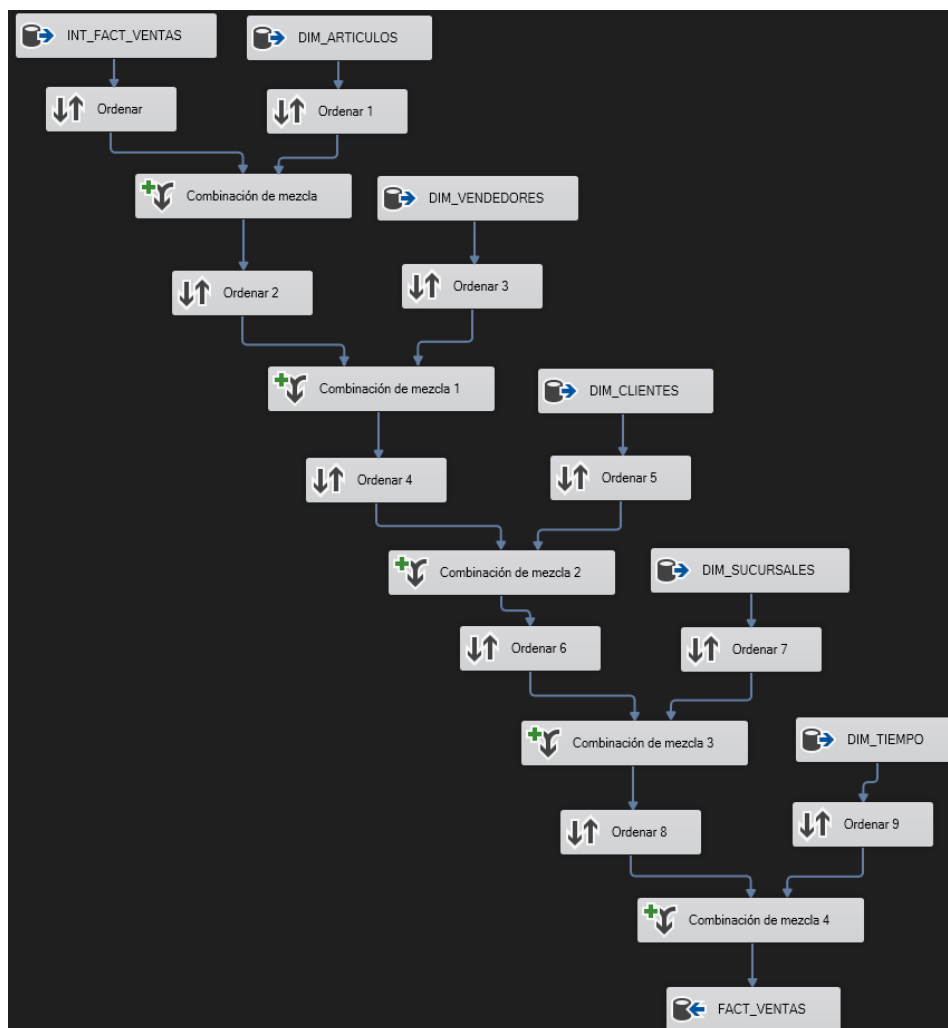 INT_FACT_VENTAS
DIM_ARTICULOS
Ordenar
Ordenar 1
Combinación de mezcla
DIM_VENDEDORES
Ordenar 2
Ordenar 3
Combinación de mezcla 1
DIM_CLIENTES
Ordenar 4
Ordenar 5
Combinación de mezcla 2
DIM_SUCURSALES
Ordenar 6
Ordenar 7
Combinación de mezcla 3
DIM_TIEMPO
Ordenar 8
Ordenar 9
Combinación de mezcla 4
FACT_VENTAS